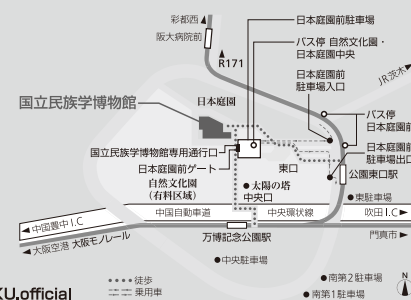 彩都西
阪大病院前
R171
日本庭園前駐車場
バス停 自然文化園・
日本庭園中央
日本庭園前
駐車場入口
JR茨木
国立民族学博物館
日本庭園
バス停
日本庭園前
国立民族学博物館専用通行口
日本庭園前ゲート
自然文化園
(有料区域)
東口
日本庭園前
駐車場出口
公園東口駅
太陽の塔
中央口
東駐車場
中国豊中I.C
中国自動車道
中央環状線
吹田I.C
大阪空港 大阪モノレール
万博記念公園駅
門真市
中央駐車場
南第2駐車場
南第1駐車場
KU.official
徒歩
乗用車
N